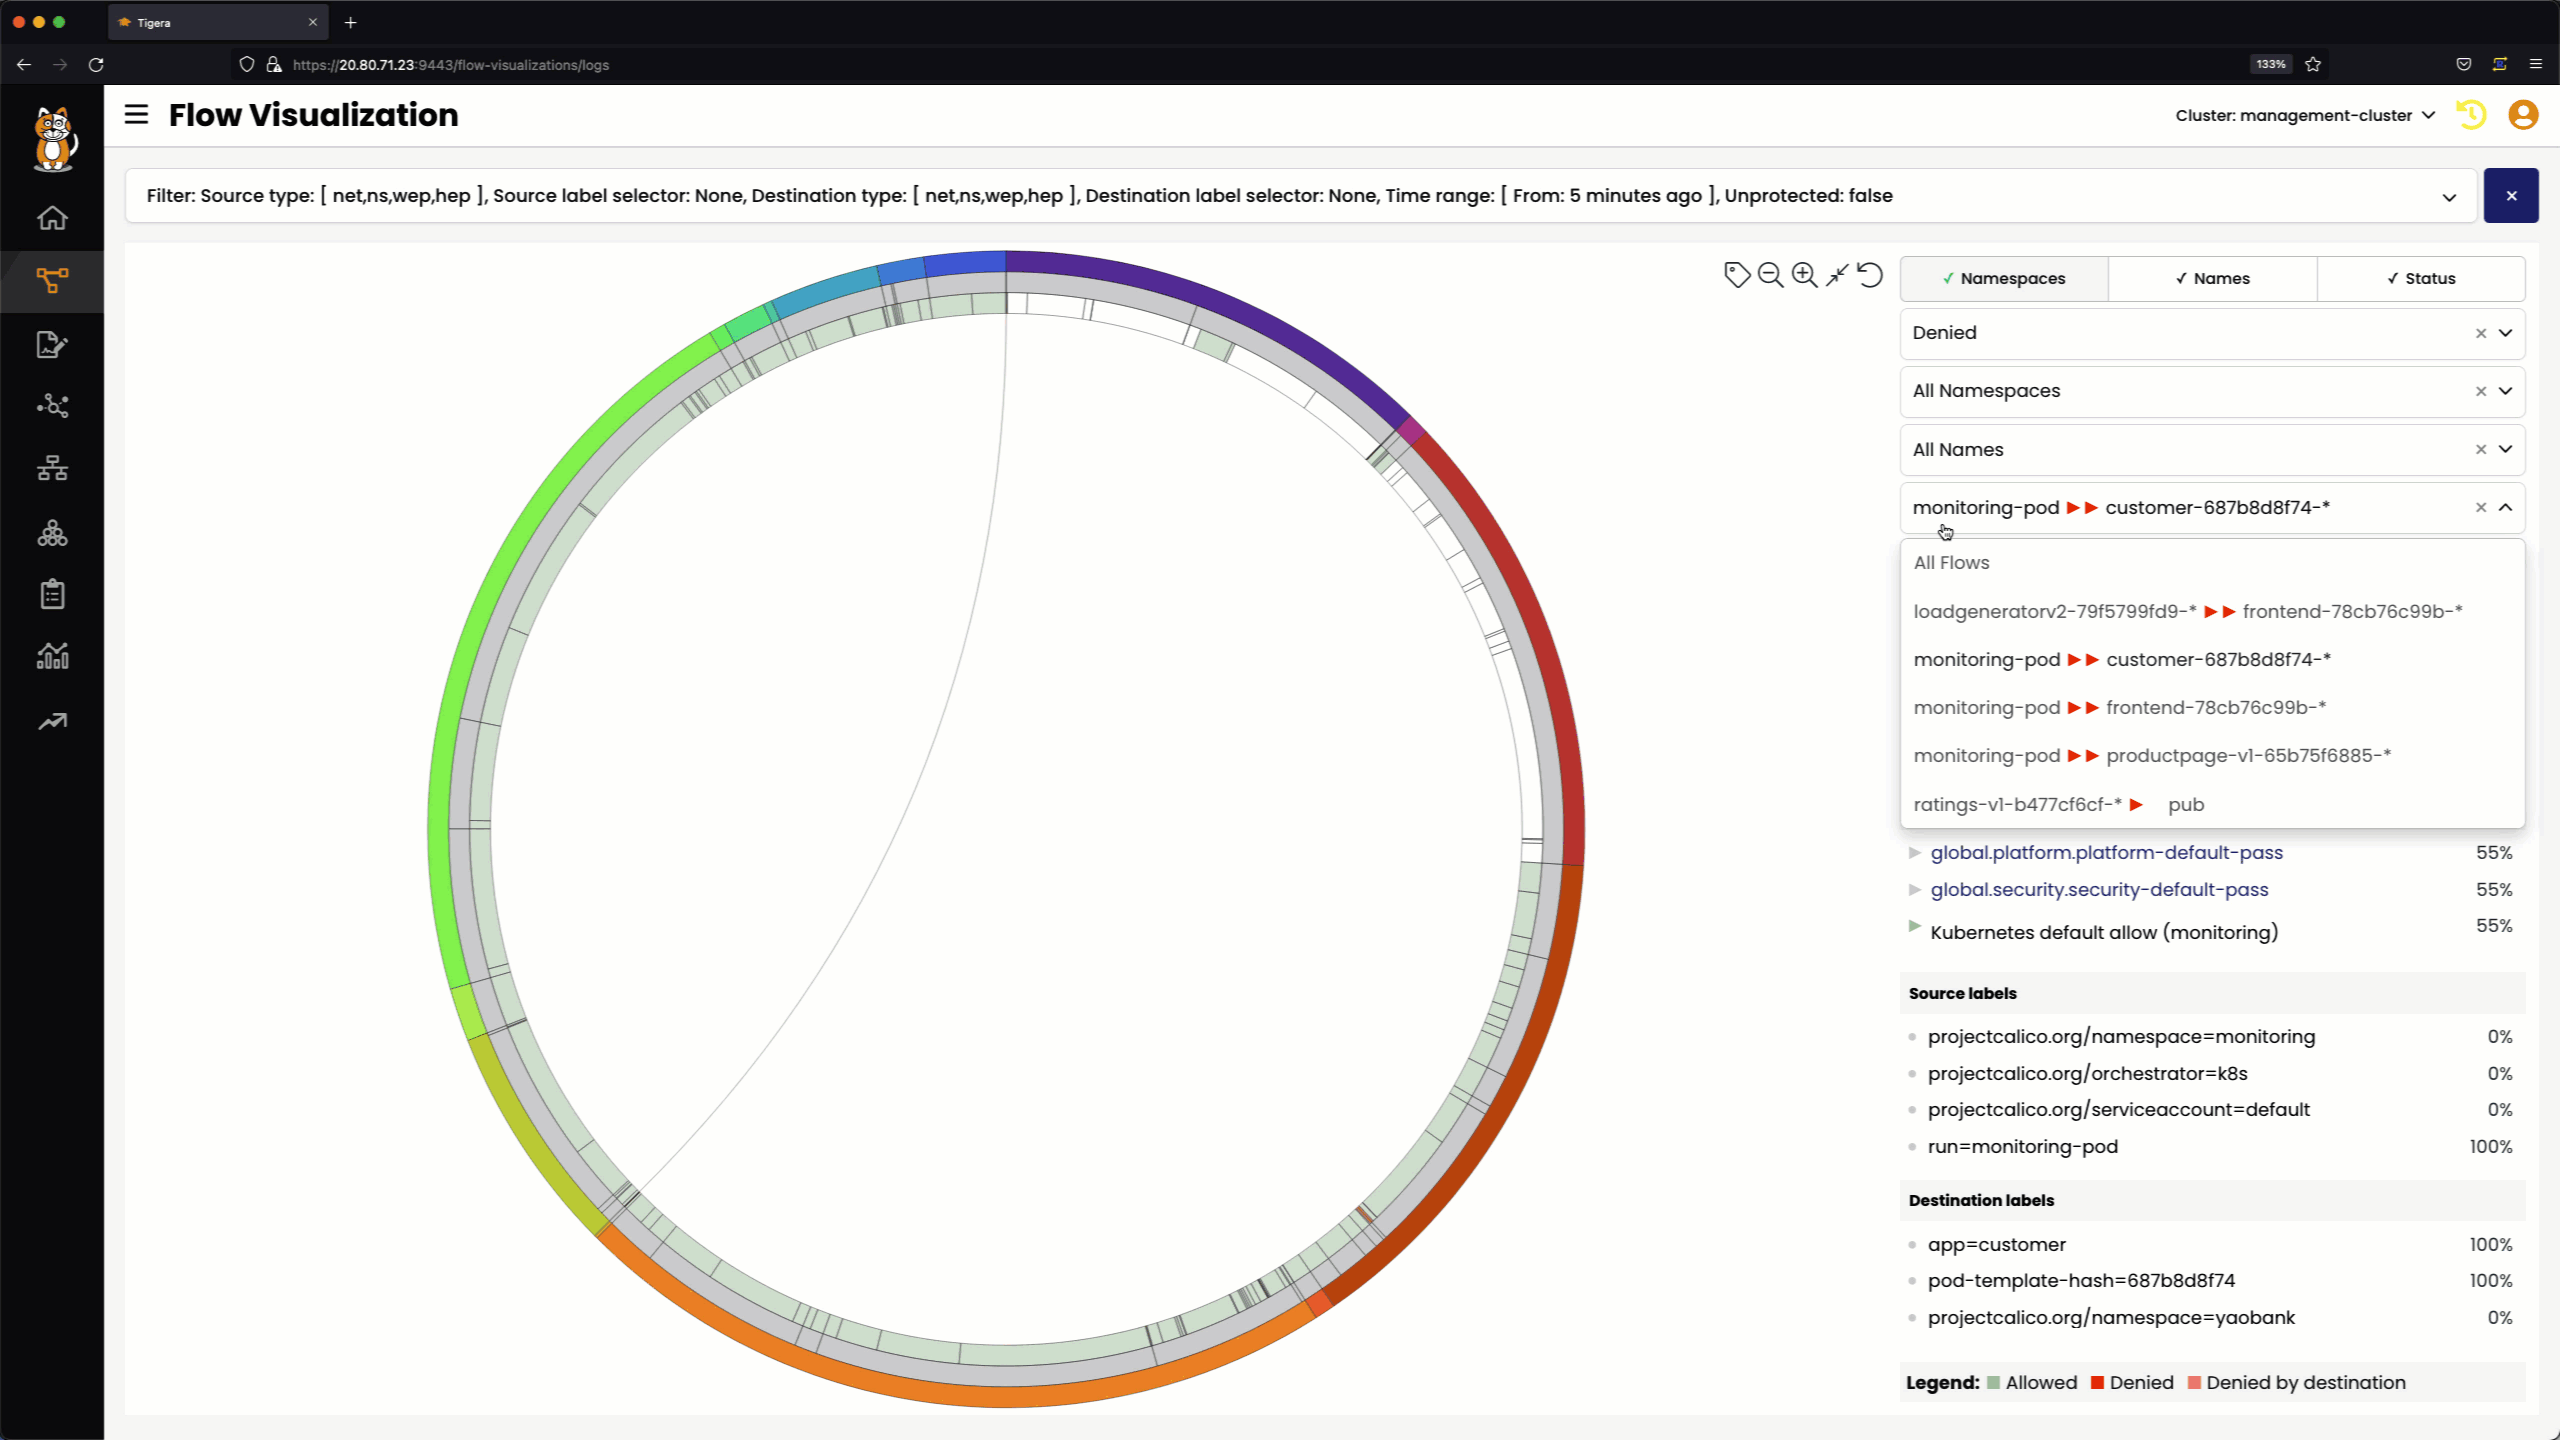 Tigera
https://20.80.71.23:9443/flow-visualizations/logs
133%
Flow Visualization
Cluster: management-cluster
Filter: Source type: [ net,ns,wep,hep ], Source label selector: None, Destination type: [ net,ns,wep,hep ], Destination label selector: None, Time range: [ From: 5 minutes ago ], Unprotected: false
✓ Namespaces ✓ Names ✓ Status
Denied
All Namespaces
All Names
monitoring-pod ▶▶ customer-687b8d8f74-*
All Flows
loadgeneratorv2-79f5799fd9-* ▶▶ frontend-78cb76c99b-*
monitoring-pod ▶▶ customer-687b8d8f74-*
monitoring-pod ▶▶ frontend-78cb76c99b-*
monitoring-pod ▶▶ productpage-v1-65b75f6885-*
ratings-v1-b477cf6cf-* ▶ pub
global.platform.platform-default-pass 55%
global.security.security-default-pass 55%
Kubernetes default allow (monitoring) 55%
Source labels
projectcalico.org/namespace=monitoring 0%
projectcalico.org/orchestrator=k8s 0%
projectcalico.org/serviceaccount=default 0%
run=monitoring-pod 100%
Destination labels
app=customer 100%
pod-template-hash=687b8d8f74 100%
projectcalico.org/namespace=yaobank 0%
Legend: Allowed Denied Denied by destination